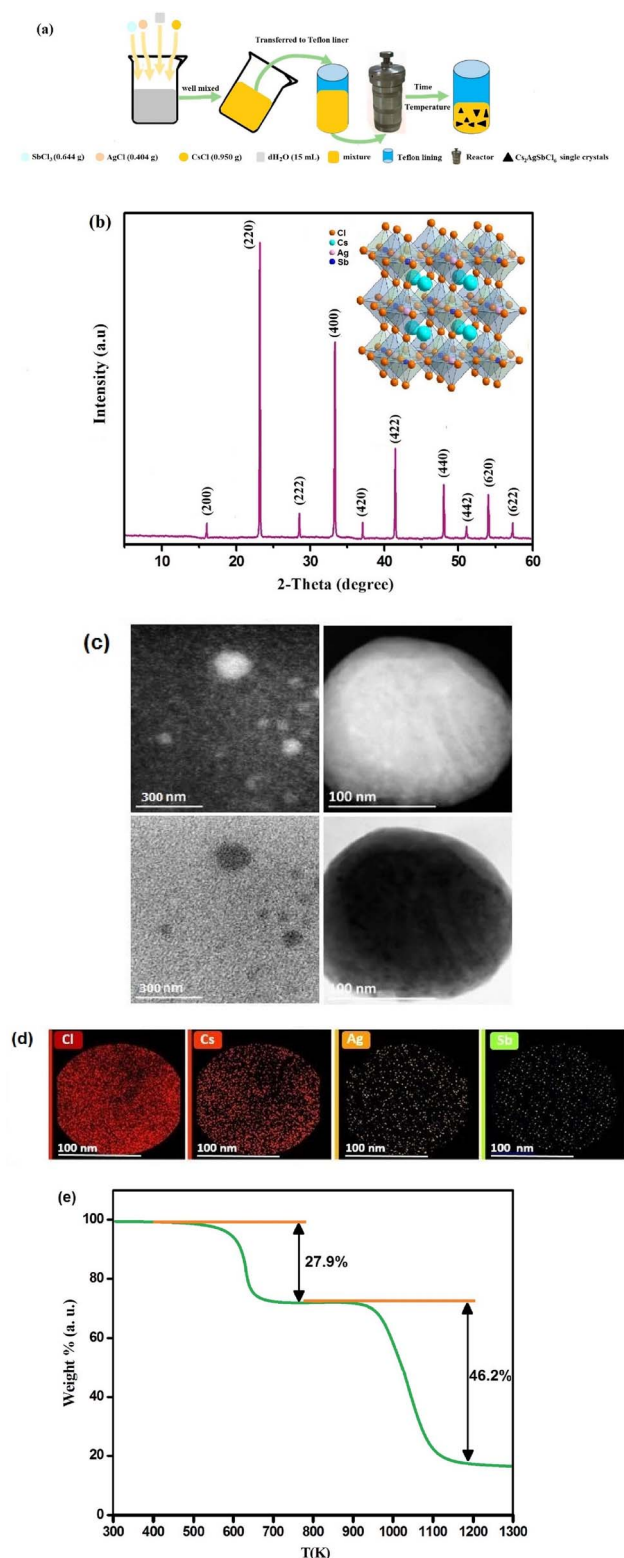 (a)
Transferred to Teflon liner
well mixed
Time
Temperature
SbCl₃ (0.644 g) AgCl (0.404 g) CsCl (0.950 g) dH₂O (15 mL) mixture Teflon lining Reactor Cs₂AgSbCl₆ single crystals
(b)
(220)
Cl
Cs
Ag
Sb
(400)
(422)
(440)
(620)
(222)
(200)
(420)
(442)
(622)
Intensity (a.u)
10 20 30 40 50 60
2-Theta (degree)
(c)
300 nm
100 nm
300 nm
100 nm
(d)
Cl
Cs
Ag
Sb
100 nm
100 nm
100 nm
100 nm
(e)
100
80
60
40
20
0
27.9%
46.2%
Weight % (a. u.)
300 400 500 600 700 800 900 1000 1100 1200 1300
T(K)